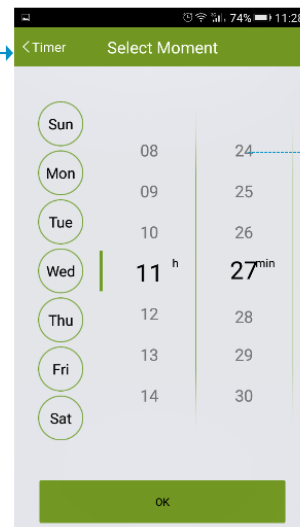 74% 11:28
<Timer Select Moment
Sun
Mon
Tue
Wed
Thu
Fri
Sat
08
09
10
11 h
12
13
14
24
25
26
27 min
28
29
30
OK